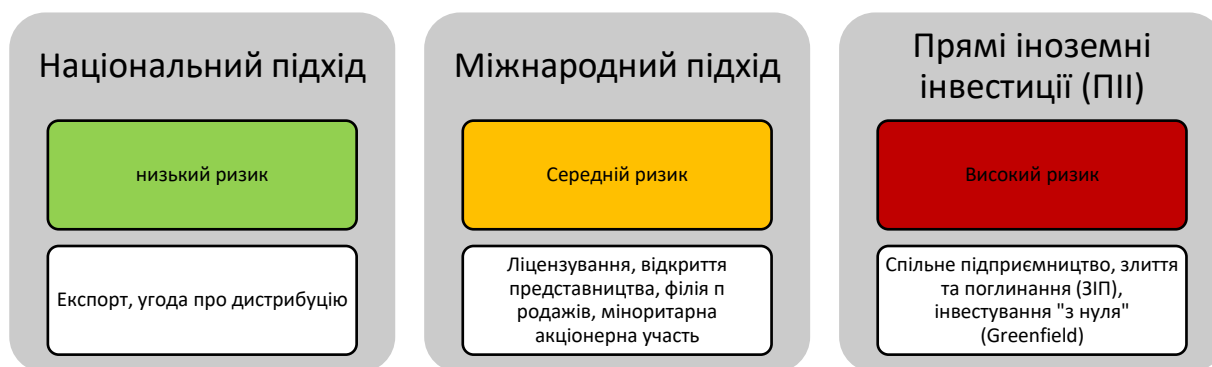 Національний підхід
низький ризик
Експорт, угода про дистрибуцію
Міжнародний підхід
Середній ризик
Ліцензування, відкриття
представництва, філія п
родажів, міноритарна
акціонерна участь
Прямі іноземні
інвестиції (ПІІ)
Високий ризик
Спільне підприємництво, злиття
та поглинання (ЗІП),
інвестування "з нуля"
(Greenfield)